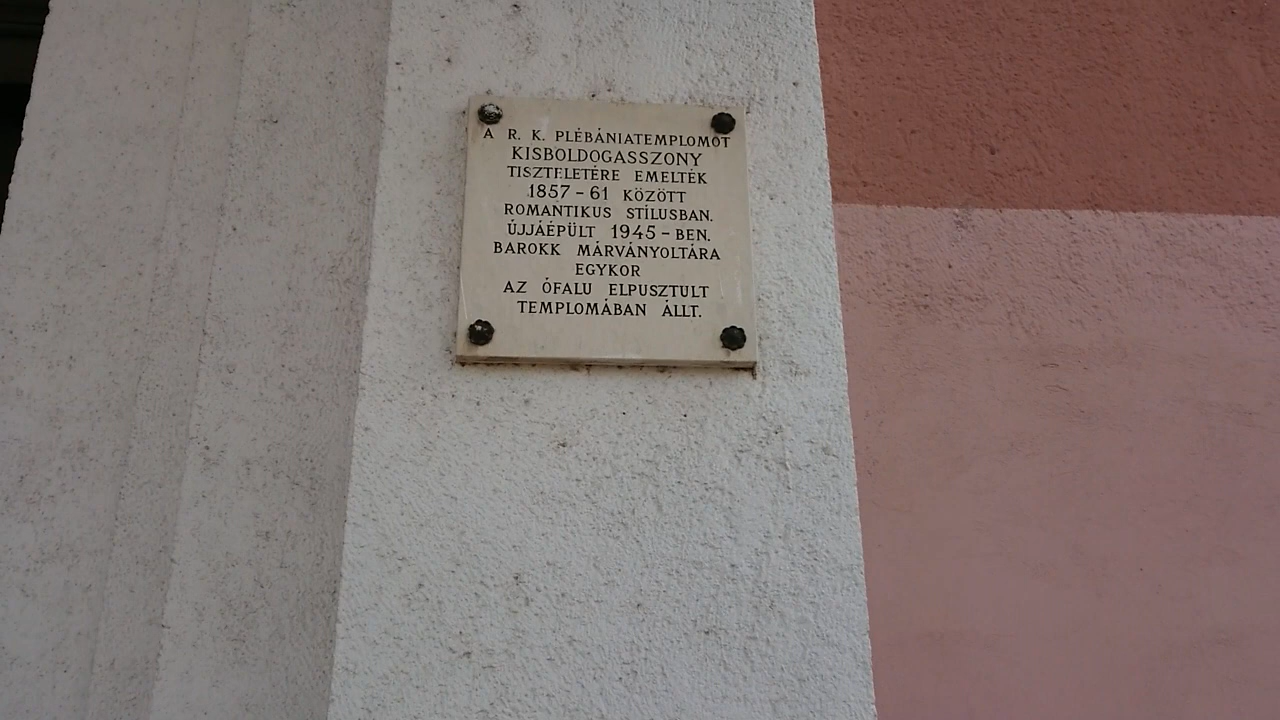 A R. K. PLÉBÁNIATEMPLOMOT
KISBOLDOGASSZONY
TISZTELETÉRE EMELTÉK
1857-61 KÖZÖTT
ROMANTIKUS STÍLUSBAN.
ÚJJÁÉPÜLT 1945-BEN.
BAROKK MÁRVÁNYOLTÁRA
EGYKOR
AZ ÓFALU ELPUSZTULT
TEMPLOMÁBAN ÁLLT.